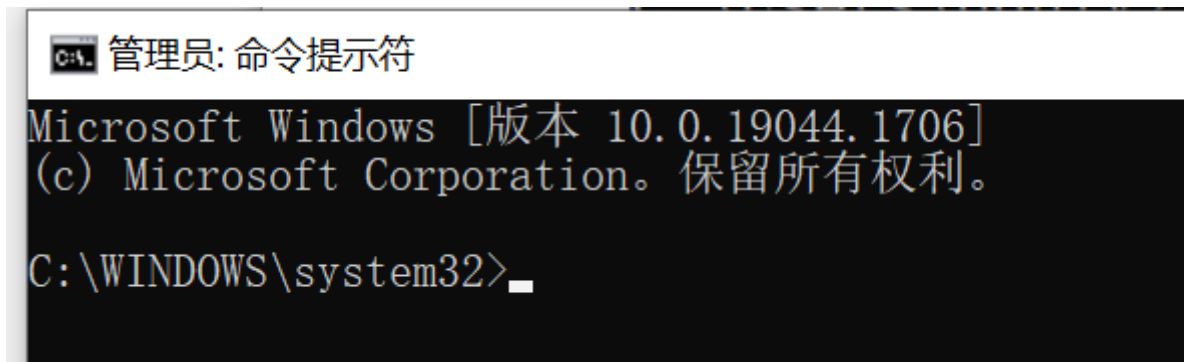 管理员: 命令提示符
Microsoft Windows [版本 10.0.19044.1706]
(c) Microsoft Corporation。保留所有权利。
C:\WINDOWS\system32>